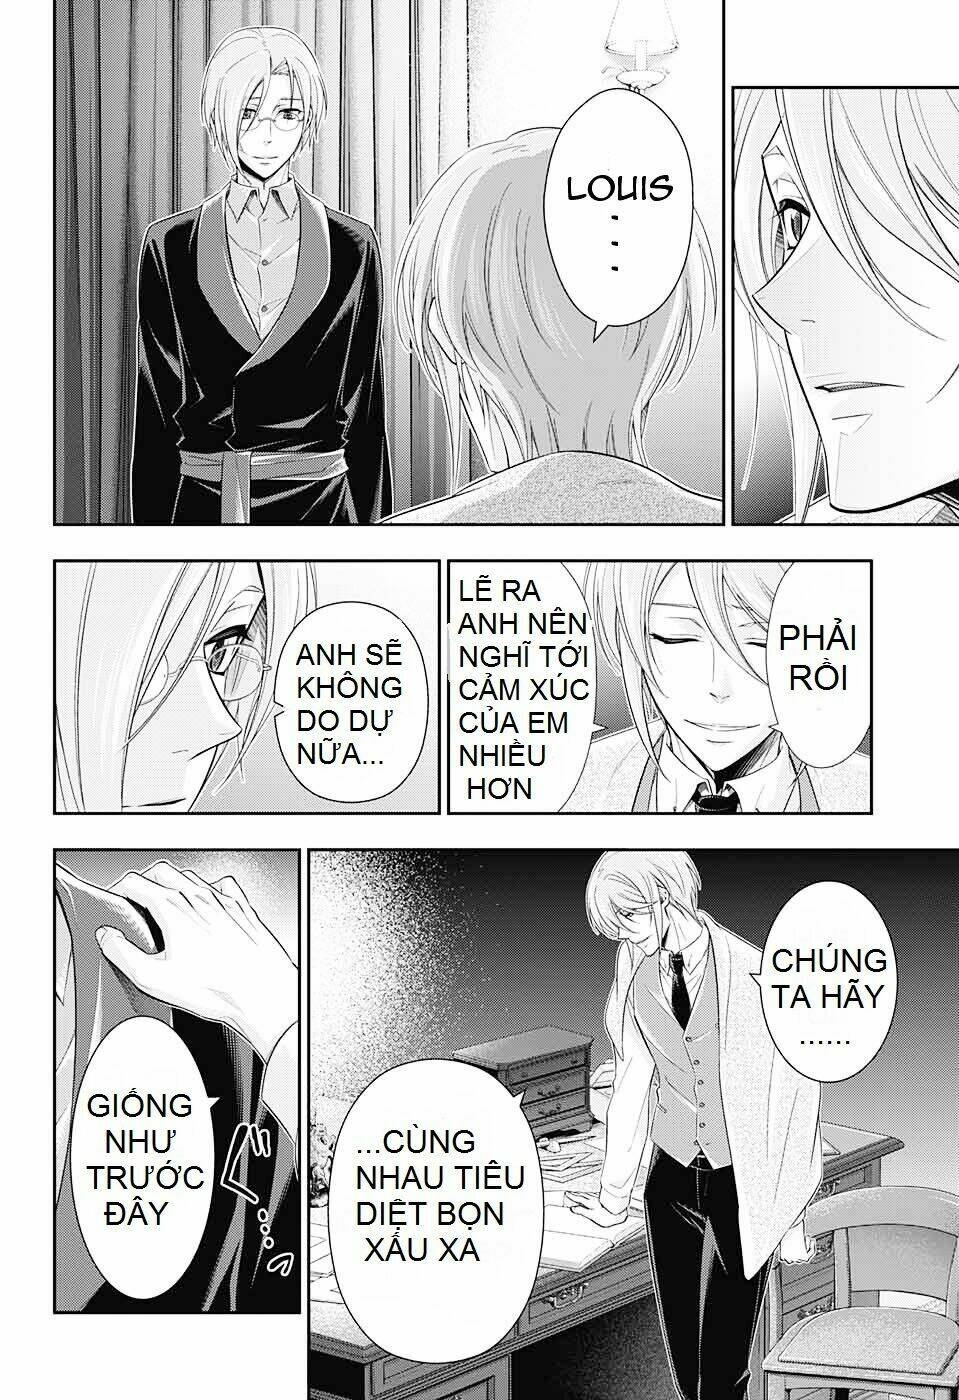 LOUIS
...
PHẢI
RỒI
LẼ RA
ANH NÊN
NGHĨ TỚI
CẢM XÚC
CỦA EM
NHIỀU
HƠN
ANH SẼ
KHÔNG
DO DỰ
NỮA...
CHÚNG
TA HÃY
......
...CÙNG
NHAU TIÊU
DIỆT BỌN
XẤU XA
GIỐNG
NHƯ
TRƯỚC
ĐÂY